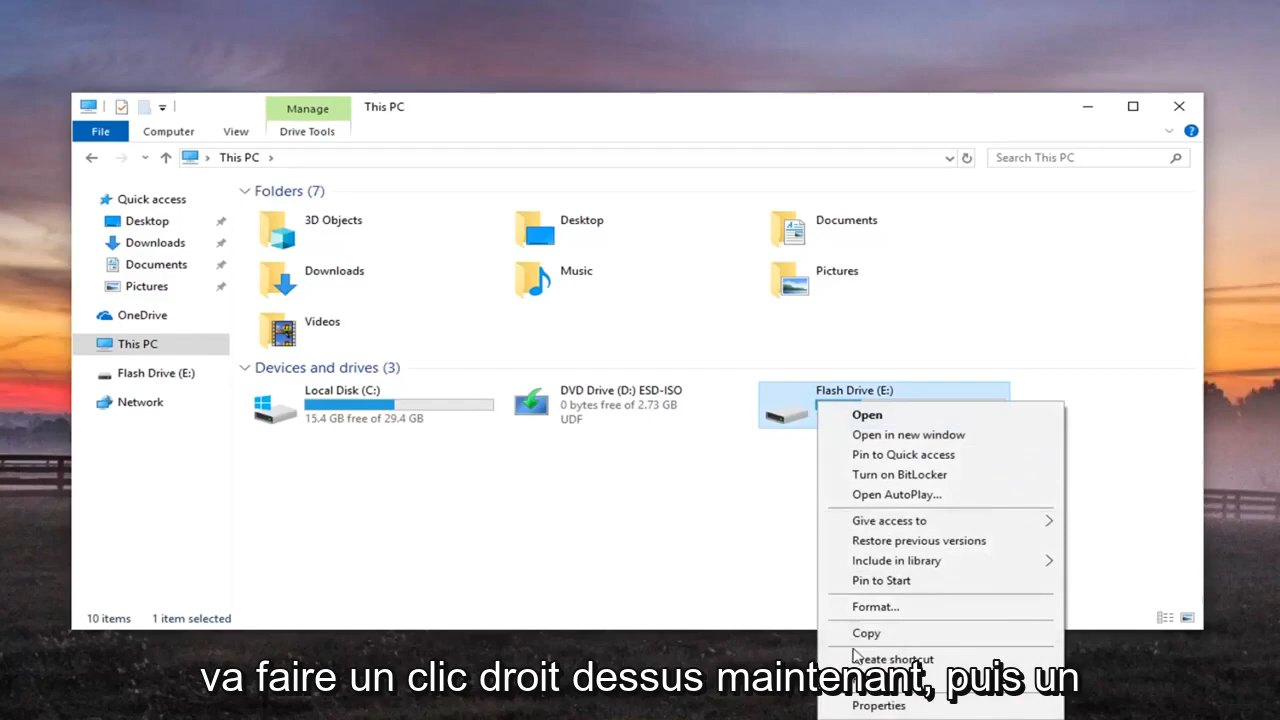 Manage
This PC
File
Computer
View
Drive Tools
This PC
Search This PC
Quick access
Desktop
Downloads
Documents
Pictures
OneDrive
This PC
Flash Drive (E:)
Network
Folders (7)
3D Objects
Desktop
Documents
Downloads
Music
Pictures
Videos
Devices and drives (3)
Local Disk (C:)
15.4 GB free of 29.4 GB
DVD Drive (D:) ESD-ISO
0 bytes free of 2.73 GB
UDF
Flash Drive (E:)
Open
Open in new window
Pin to Quick access
Turn on BitLocker
Open AutoPlay...
Give access to
Restore previous versions
Include in library
Pin to Start
Format...
Copy
Create shortcut
Properties
10 items
1 item selected
va faire un clic droit dessus maintenant, puis un